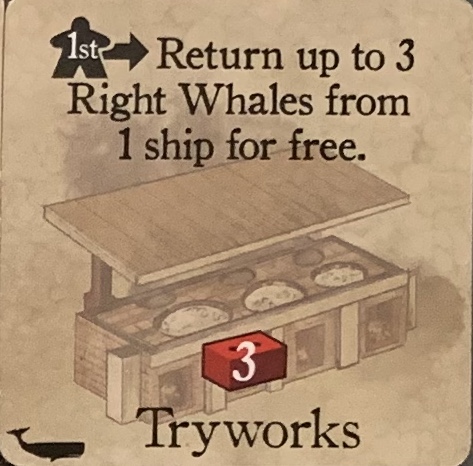 1st Return up to 3
Right Whales from
1 ship for free.
3
Tryworks